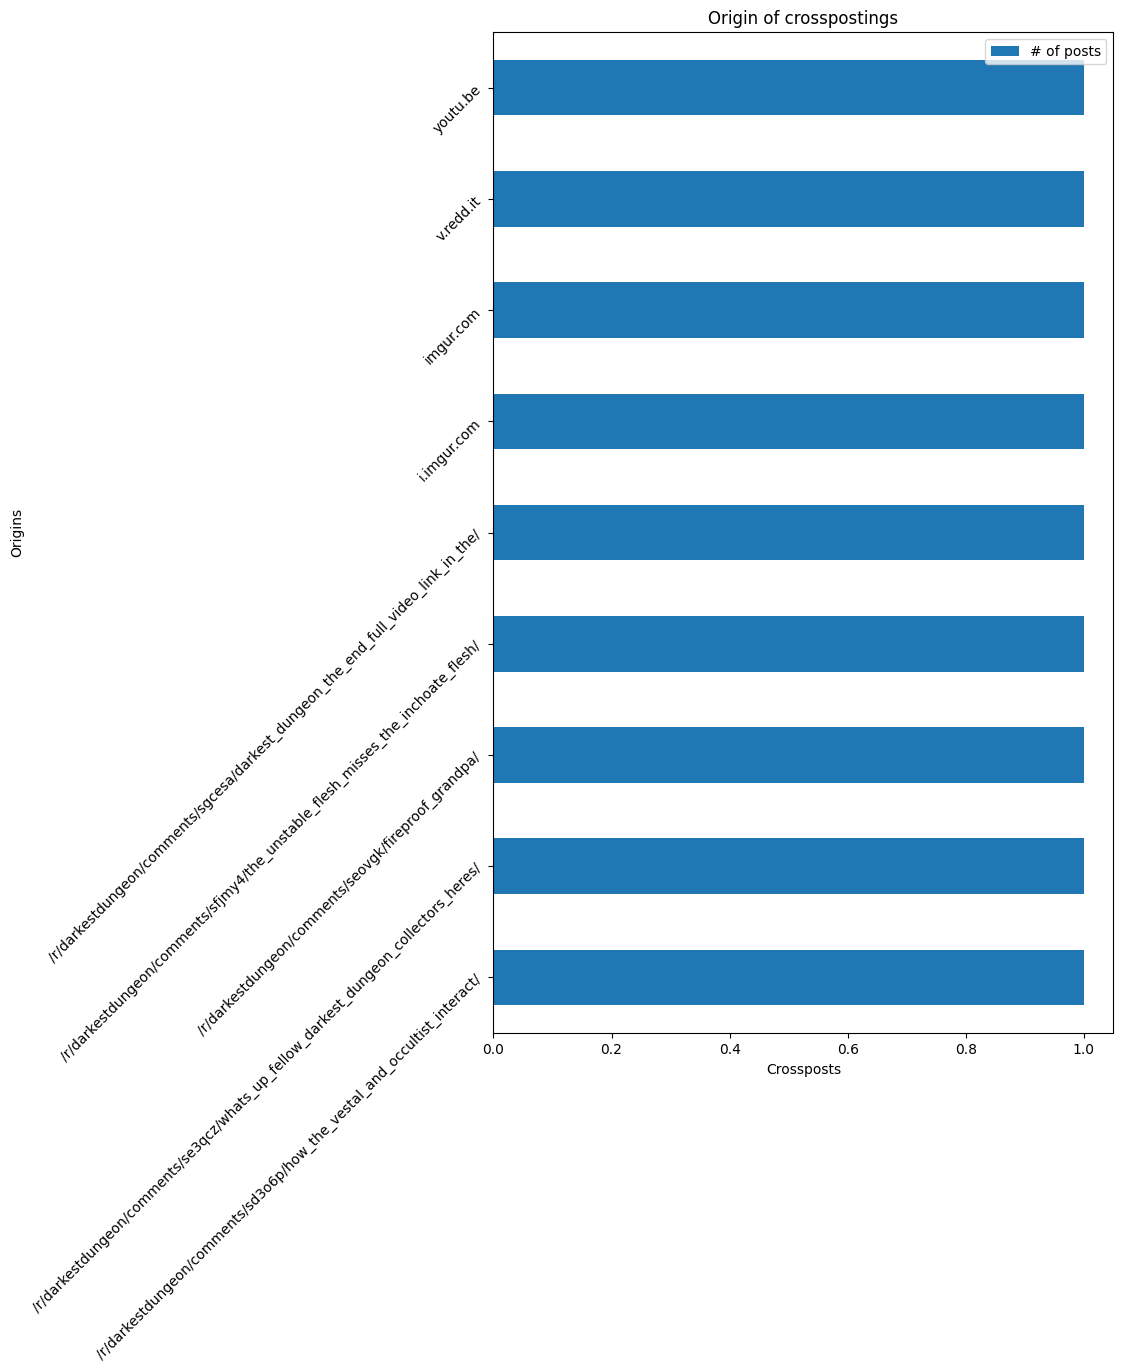 Origin of crosspostings
# of posts
youtu.be
v.redd.it
imgur.com
i.imgur.com
/r/darkestdungeon/comments/sgcesa/darkest_dungeon_the_end_full_video_link_in_the/
/r/darkestdungeon/comments/sfjmy4/the_unstable_flesh_misses_the_inchoate_flesh/
/r/darkestdungeon/comments/seovgk/fireproof_grandpa/
/r/darkestdungeon/comments/se3qcz/whats_up_fellow_darkest_dungeon_collectors_heres/
/r/darkestdungeon/comments/sd3o6p/how_the_vestal_and_occultist_interact/
Origins
0.0 0.2 0.4 0.6 0.8 1.0
Crossposts